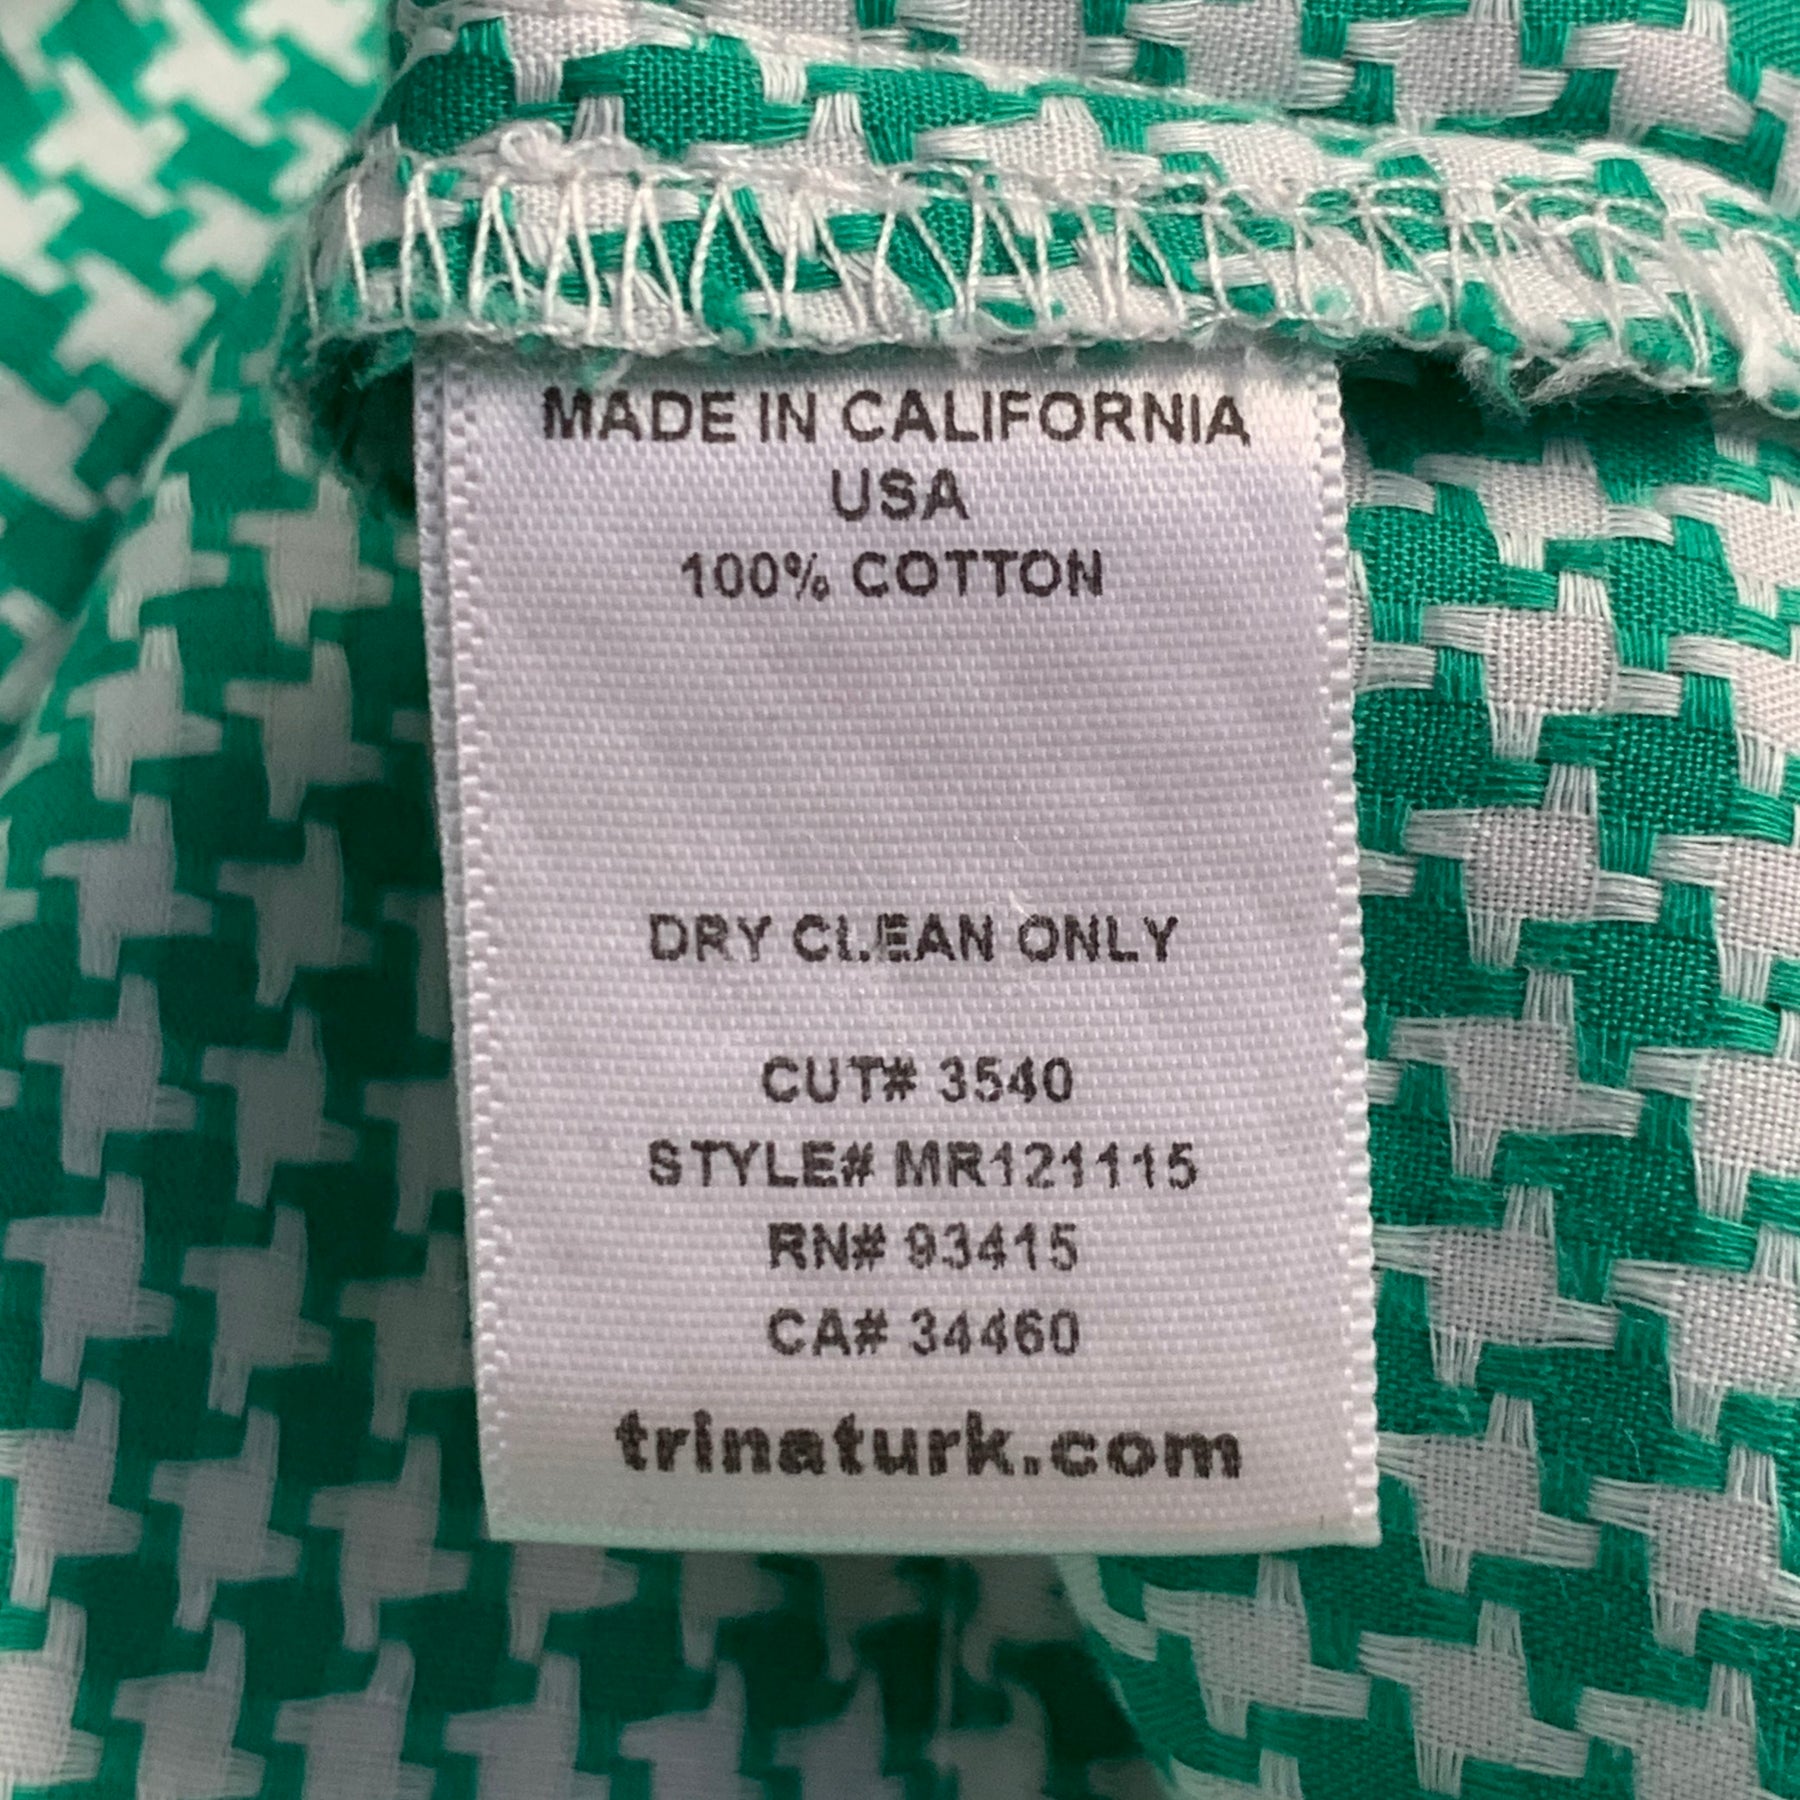 MADE IN CALIFORNIA
USA
100% COTTON
DRY CLEAN ONLY
CUT# 3540
STYLE# MR121115
RN# 93415
CA# 34460
trinaturk.com